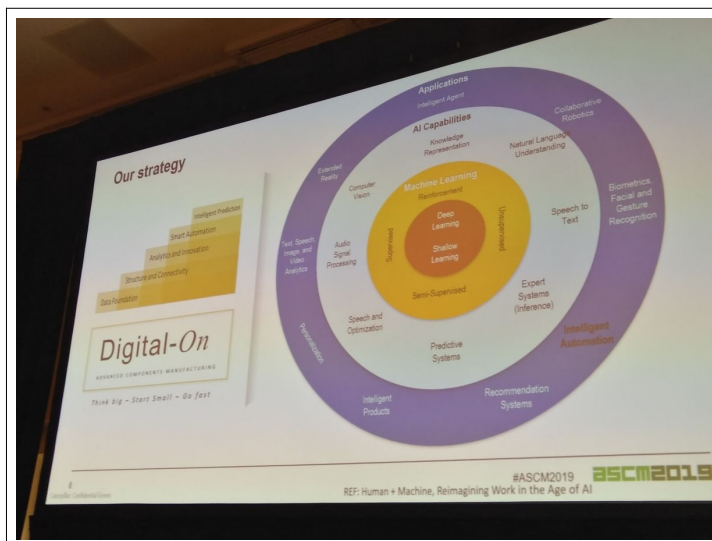 Our strategy
Intelligent Prediction
Smart Automation
Analytics and Innovation
Structure and Connectivity
Data Foundation
Digital-On
ADVANCED COMPONENTS MANUFACTURING
Think big – Start Small – Go fast
Applications
Intelligent Agent
Collaborative
Robotics
Biometrics,
Facial and
Gesture
Recognition
Intelligent
Automation
Recommendation
Systems
Intelligent
Products
Personalization
Text, Speech,
Image, and
Video
Analytics
Extended
Reality
AI Capabilities
Knowledge
Representation
Natural Language
Understanding
Speech to
Text
Expert
Systems
(Inference)
Predictive
Systems
Speech and
Optimization
Audio
Signal
Processing
Computer
Vision
Machine Learning
Reinforcement
Unsupervised
Semi-Supervised
Supervised
Deep
Learning
Shallow
Learning
8
Caterpillar: Confidential Green
#ASCM2019
ascm2019
REF: Human + Machine, Reimagining Work in the Age of AI